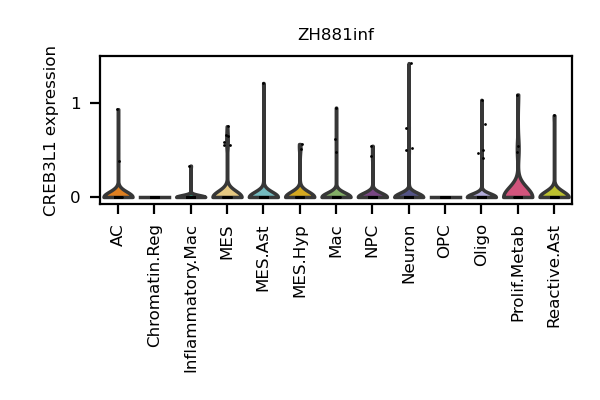 ZH881inf
CREB3L1 expression
1
0
AC
Chromatin.Reg
Inflammatory.Mac
MES
MES.Ast
MES.Hyp
Mac
NPC
Neuron
OPC
Oligo
Prolif.Metab
Reactive.Ast